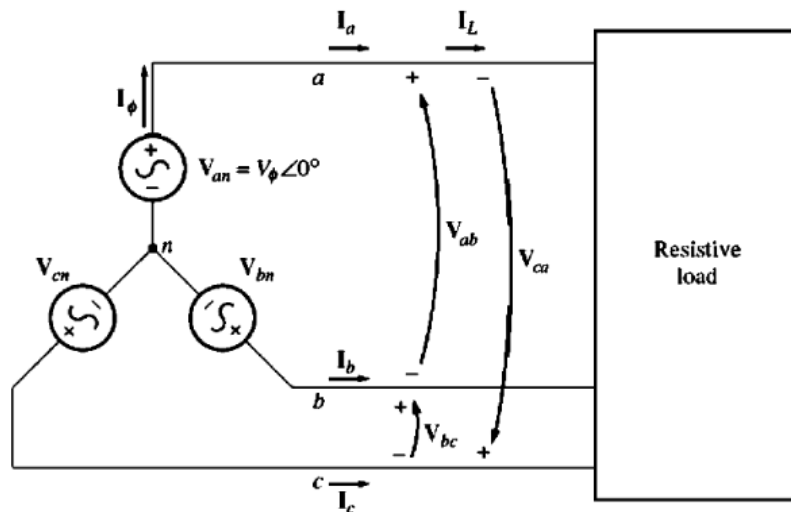 I_a
I_L
+
−
a
I_ϕ
+
−
V_an = V_ϕ∠0°
V_ab
V_ca
Resistive
load
n
V_cn
V_bn
−
−
+
+
I_b
−
b
+
V_bc
−
+
c
I_c